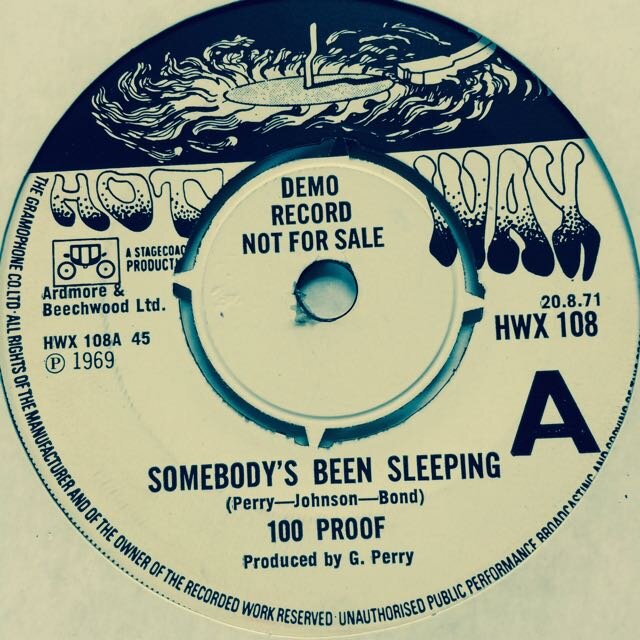 HOT WAX
DEMO
RECORD
NOT FOR SALE
A STAGECOACH
PRODUCT
Ardmore &
Beechwood Ltd.
HWX 108A 45
Ⓟ 1969
20.8.71
HWX 108
A
SOMEBODY'S BEEN SLEEPING
(Perry—Johnson—Bond)
100 PROOF
Produced by G. Perry
THE GRAMOPHONE CO. LTD · ALL RIGHTS OF THE MANUFACTURER AND OF THE OWNER OF THE RECORDED WORK RESERVED · UNAUTHORISED PUBLIC PERFORMANCE BROADCASTING AND COPYING